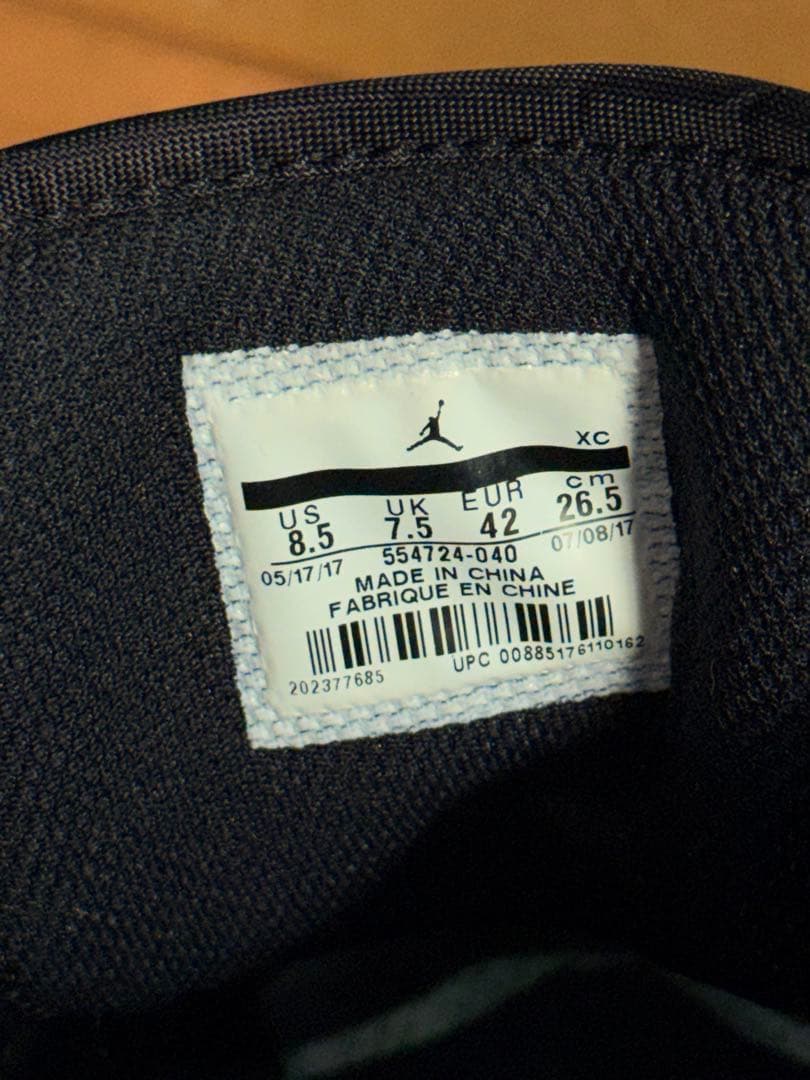 XC
US UK EUR cm
8.5 7.5 42 26.5
05/17/17 554724-040 07/08/17
MADE IN CHINA
FABRIQUE EN CHINE
202377685 UPC 00885176110162